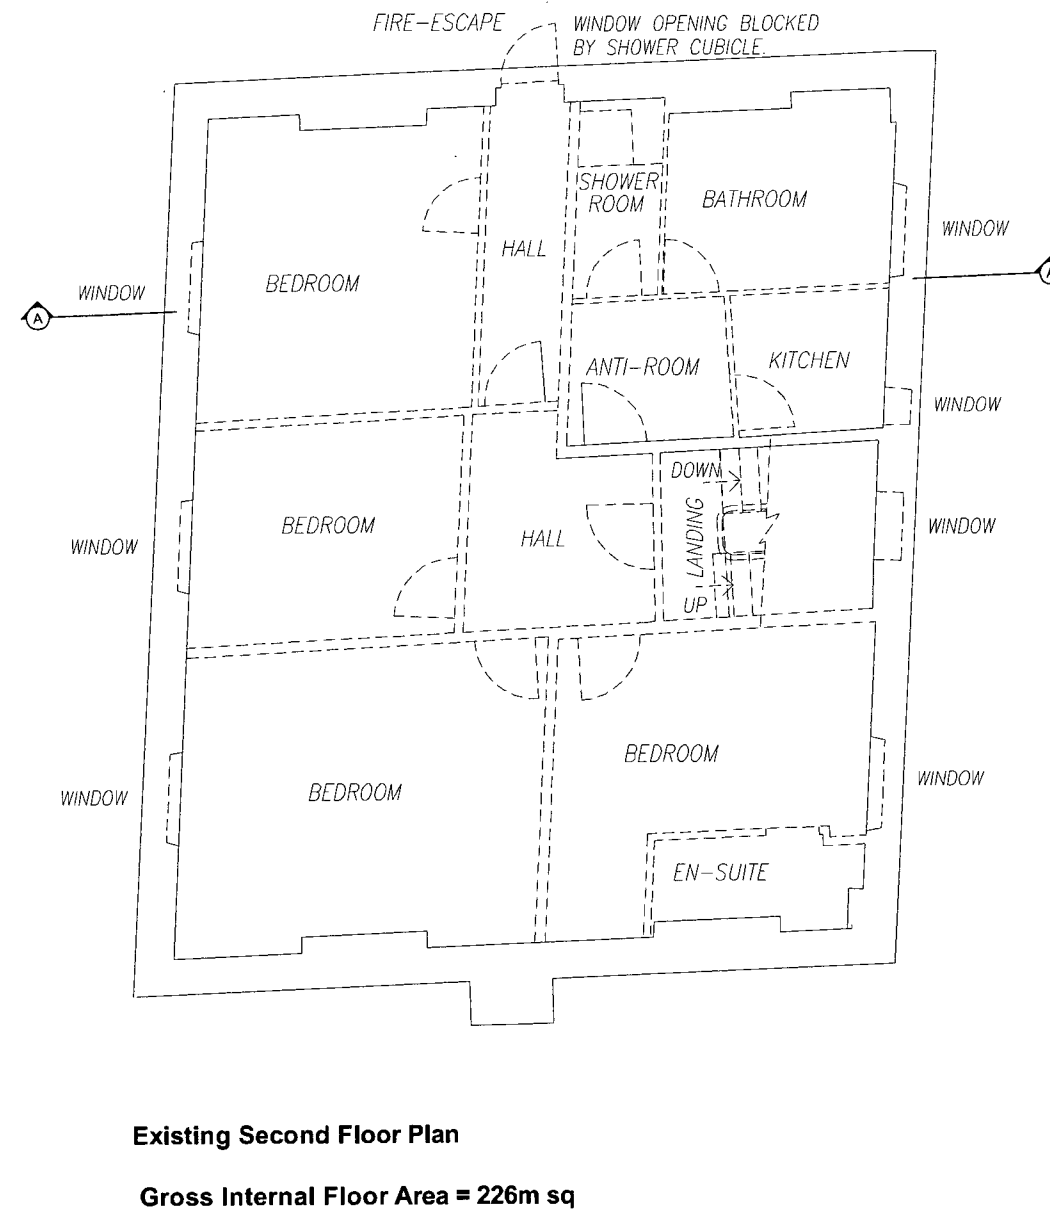 FIRE-ESCAPE
WINDOW OPENING BLOCKED
BY SHOWER CUBICLE.
SHOWER
ROOM
BATHROOM
WINDOW
HALL
BEDROOM
WINDOW
A
A
ANTI-ROOM
KITCHEN
WINDOW
DOWN
BEDROOM
HALL
LANDING
WINDOW
WINDOW
UP
BEDROOM
BEDROOM
WINDOW
WINDOW
EN-SUITE
Existing Second Floor Plan
Gross Internal Floor Area = 226m sq